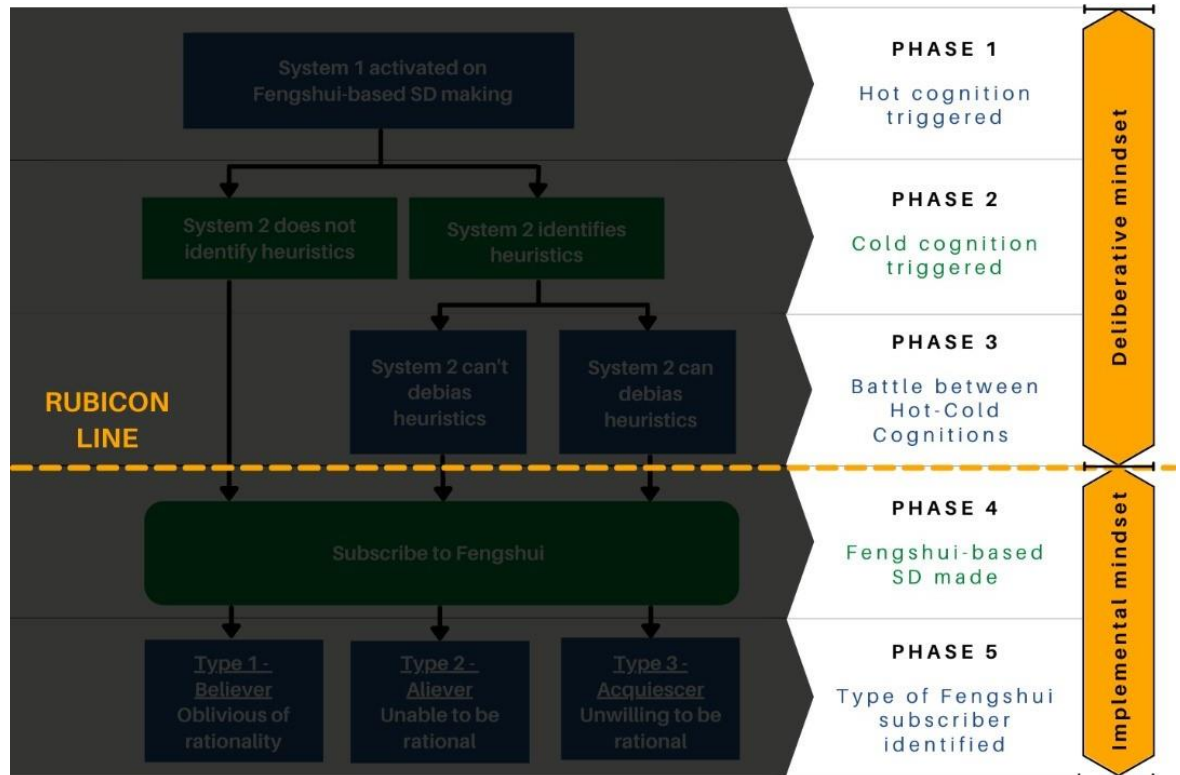 System 1 activated on
Fengshui-based SD making
PHASE 1
Hot cognition
triggered
System 2 does not
identify heuristics
System 2 identifies
heuristics
PHASE 2
Cold cognition
triggered
System 2 can't
debias
heuristics
System 2 can
debias
heuristics
PHASE 3
Battle between
Hot-Cold
Cognitions
Deliberative mindset
RUBICON
LINE
Subscribe to Fengshui
PHASE 4
Fengshui-based
SD made
Type 1 -
Believer
Oblivious of
rationality
Type 2 -
Aliever
Unable to be
rational
Type 3 -
Acquiescer
Unwilling to be
rational
PHASE 5
Type of Fengshui
subscriber
identified
Implemental mindset